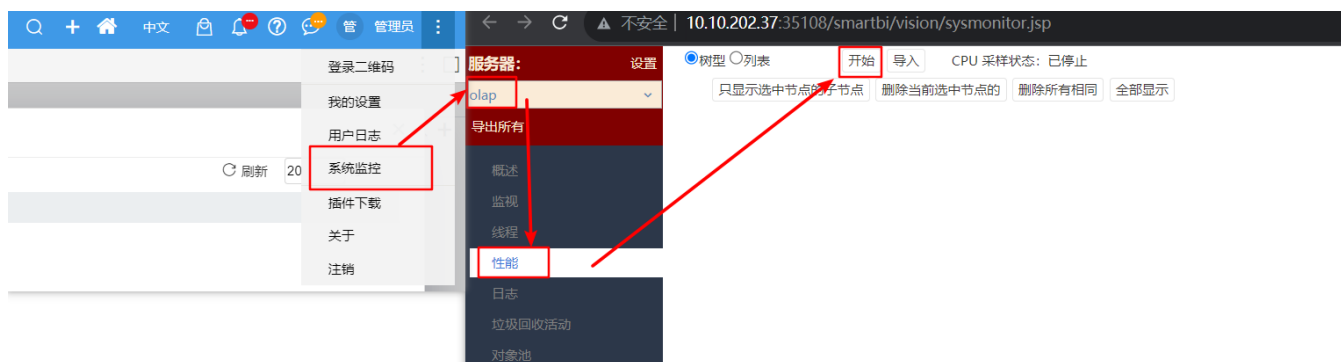 中文
管 管理员
登录二维码
我的设置
用户日志
系统监控
插件下载
关于
注销
刷新 20
不安全 | 10.10.202.37:35108/smartbi/vision/sysmonitor.jsp
服务器： 设置
olap
导出所有
概述
监视
线程
性能
日志
垃圾回收活动
对象池
树型 列表 开始 导入 CPU 采样状态：已停止
只显示选中节点的子节点 删除当前选中节点的 删除所有相同 全部显示